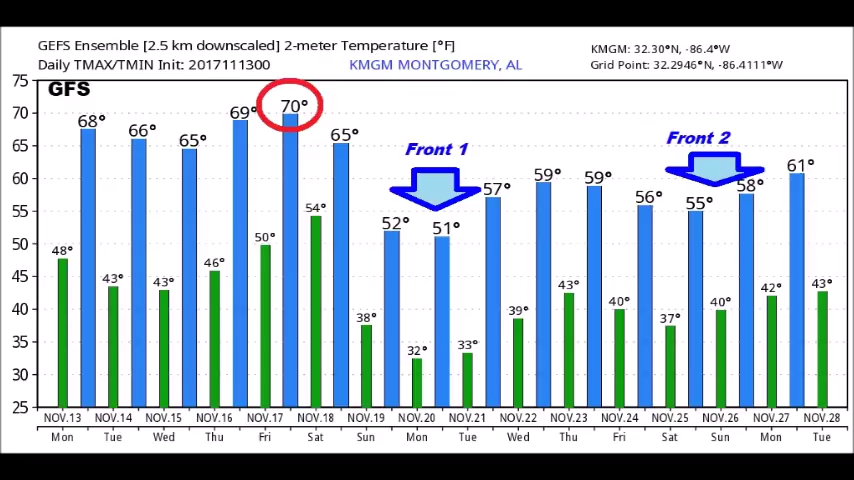 GEFS Ensemble [2.5 km downscaled] 2-meter Temperature [°F]
KMGM: 32.30°N, -86.4°W
Daily TMAX/TMIN Init: 2017111300
KMGM MONTGOMERY, AL
Grid Point: 32.2946°N, -86.4111°W
GFS
75
70
65
60
55
50
45
40
35
30
25
48° 68° 43° 66° 43° 65° 46° 69° 50° 70° 54° 65° 38° 52° 32° 51° 33° 57° 39° 59° 43° 59° 40° 56° 37° 55° 40° 58° 42° 61° 43°
Front 1
Front 2
NOV.13 NOV.14 NOV.15 NOV.16 NOV.17 NOV.18 NOV.19 NOV.20 NOV.21 NOV.22 NOV.23 NOV.24 NOV.25 NOV.26 NOV.27 NOV.28
Mon Tue Wed Thu Fri Sat Sun Mon Tue Wed Thu Fri Sat Sun Mon Tue